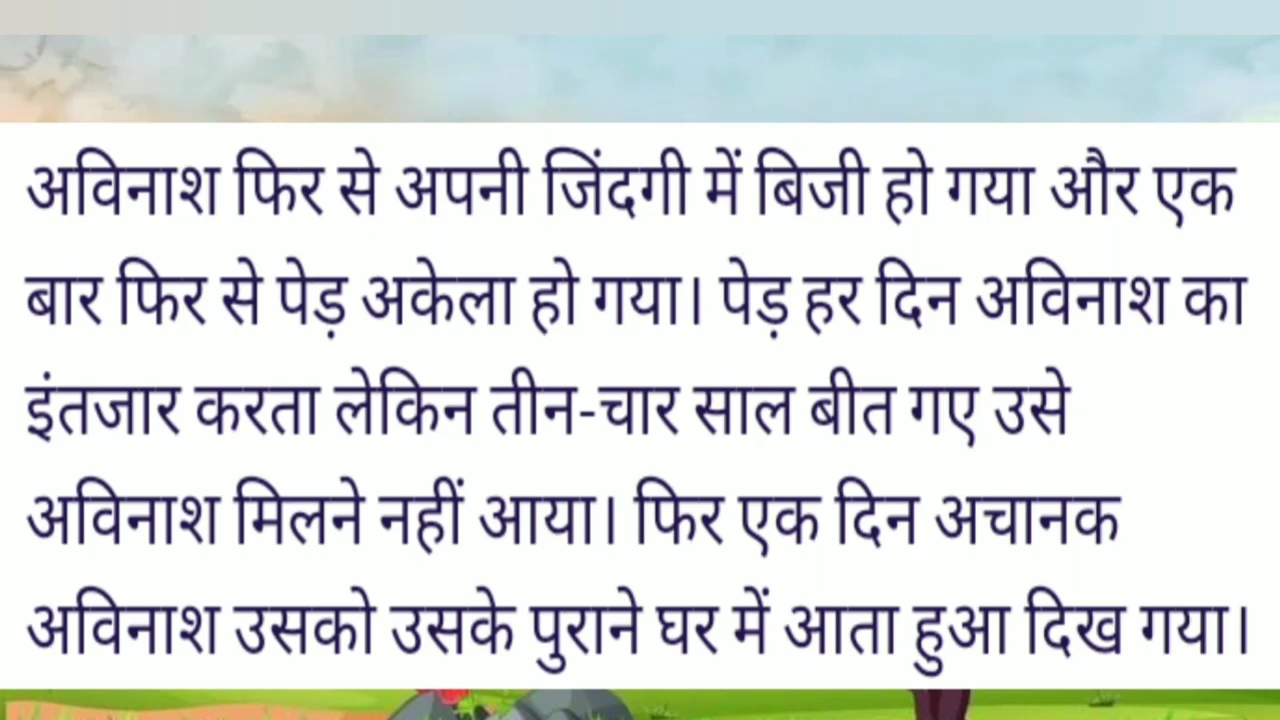 अविनाश फिर से अपनी जिंदगी में बिजी हो गया और एक
बार फिर से पेड़ अकेला हो गया। पेड़ हर दिन अविनाश का
इंतजार करता लेकिन तीन-चार साल बीत गए उसे
अविनाश मिलने नहीं आया। फिर एक दिन अचानक
अविनाश उसको उसके पुराने घर में आता हुआ दिख गया।